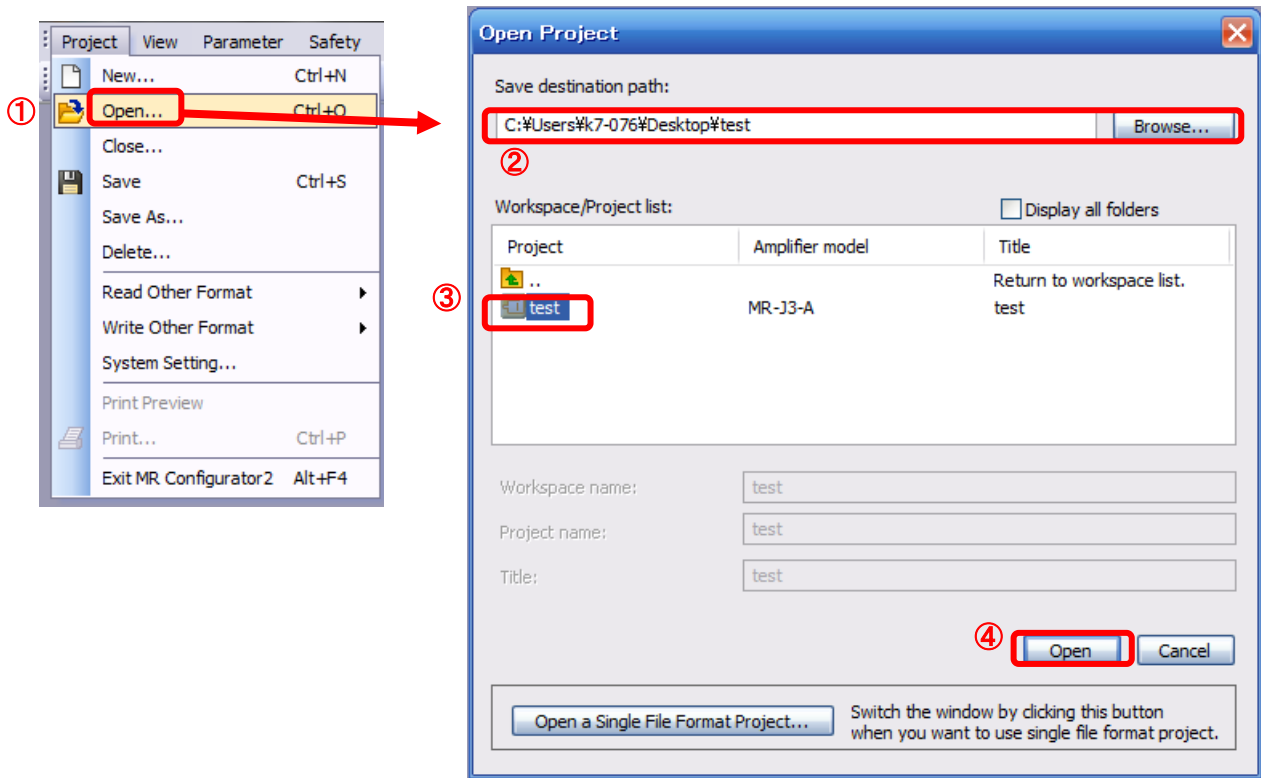 Project View Parameter Safety
New... Ctrl+N
① Open... Ctrl+O
Close...
Save Ctrl+S
Save As...
Delete...
Read Other Format
Write Other Format
System Setting...
Print Preview
Print... Ctrl+P
Exit MR Configurator2 Alt+F4
Open Project
Save destination path:
C:¥Users¥k7-076¥Desktop¥test Browse...
②
Workspace/Project list: Display all folders
Project Amplifier model Title
.. Return to workspace list.
③ test MR-J3-A test
Workspace name: test
Project name: test
Title: test
④ Open Cancel
Open a Single File Format Project... Switch the window by clicking this button
when you want to use single file format project.